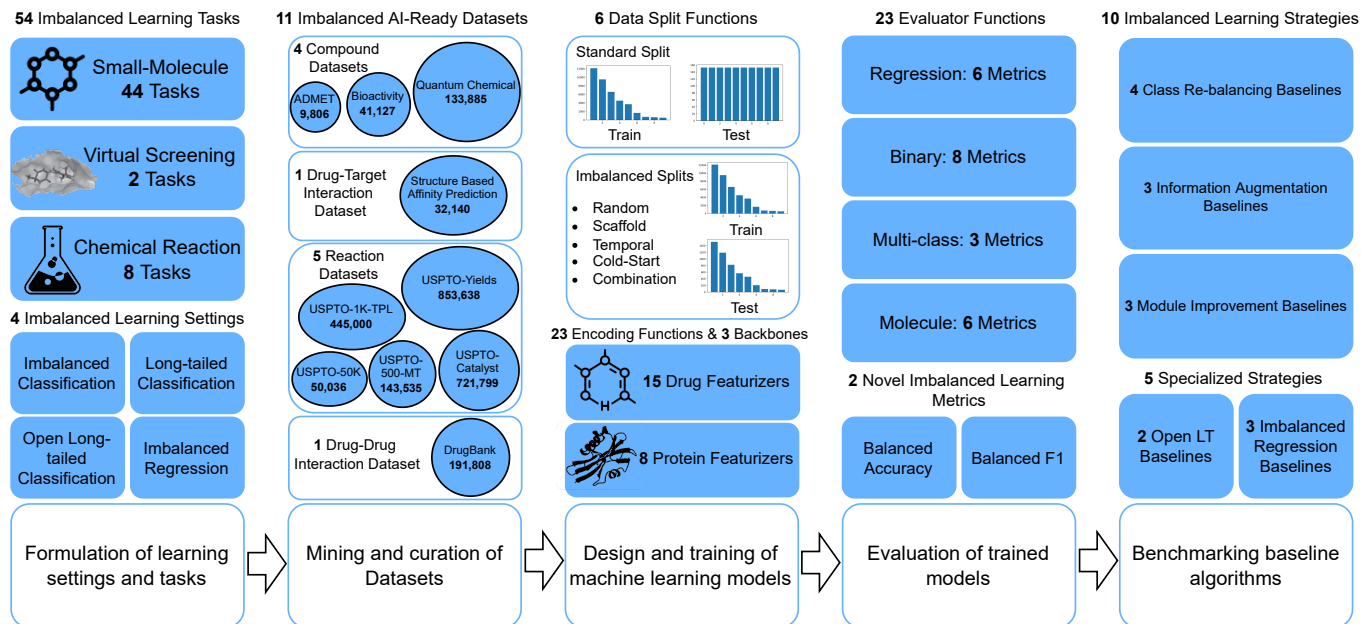 54 Imbalanced Learning Tasks
Small-Molecule
44 Tasks
Virtual Screening
2 Tasks
Chemical Reaction
8 Tasks
4 Imbalanced Learning Settings
Imbalanced
Classification
Long-tailed
Classification
Open Long-
tailed
Classification
Imbalanced
Regression
Formulation of learning
settings and tasks
11 Imbalanced AI-Ready Datasets
4 Compound
Datasets
ADMET
9,806
Bioactivity
41,127
Quantum Chemical
133,885
1 Drug-Target
Interaction
Dataset
Structure Based
Affinity Prediction
32,140
5 Reaction
Datasets
USPTO-Yields
853,638
USPTO-1K-TPL
445,000
USPTO-50K
50,036
USPTO-
500-MT
143,535
USPTO-
Catalyst
721,799
1 Drug-Drug
Interaction Dataset
DrugBank
191,808
Mining and curation of
Datasets
6 Data Split Functions
Standard Split
Train
Test
Imbalanced Splits
• Random
• Scaffold
• Temporal
• Cold-Start
• Combination
Train
Test
23 Encoding Functions & 3 Backbones
H
15 Drug Featurizers
8 Protein Featurizers
Design and training of
machine learning models
23 Evaluator Functions
Regression: 6 Metrics
Binary: 8 Metrics
Multi-class: 3 Metrics
Molecule: 6 Metrics
2 Novel Imbalanced Learning
Metrics
Balanced
Accuracy
Balanced F1
Evaluation of trained
models
10 Imbalanced Learning Strategies
4 Class Re-balancing Baselines
3 Information Augmentation
Baselines
3 Module Improvement Baselines
5 Specialized Strategies
2 Open LT
Baselines
3 Imbalanced
Regression
Baselines
Benchmarking baseline
algorithms